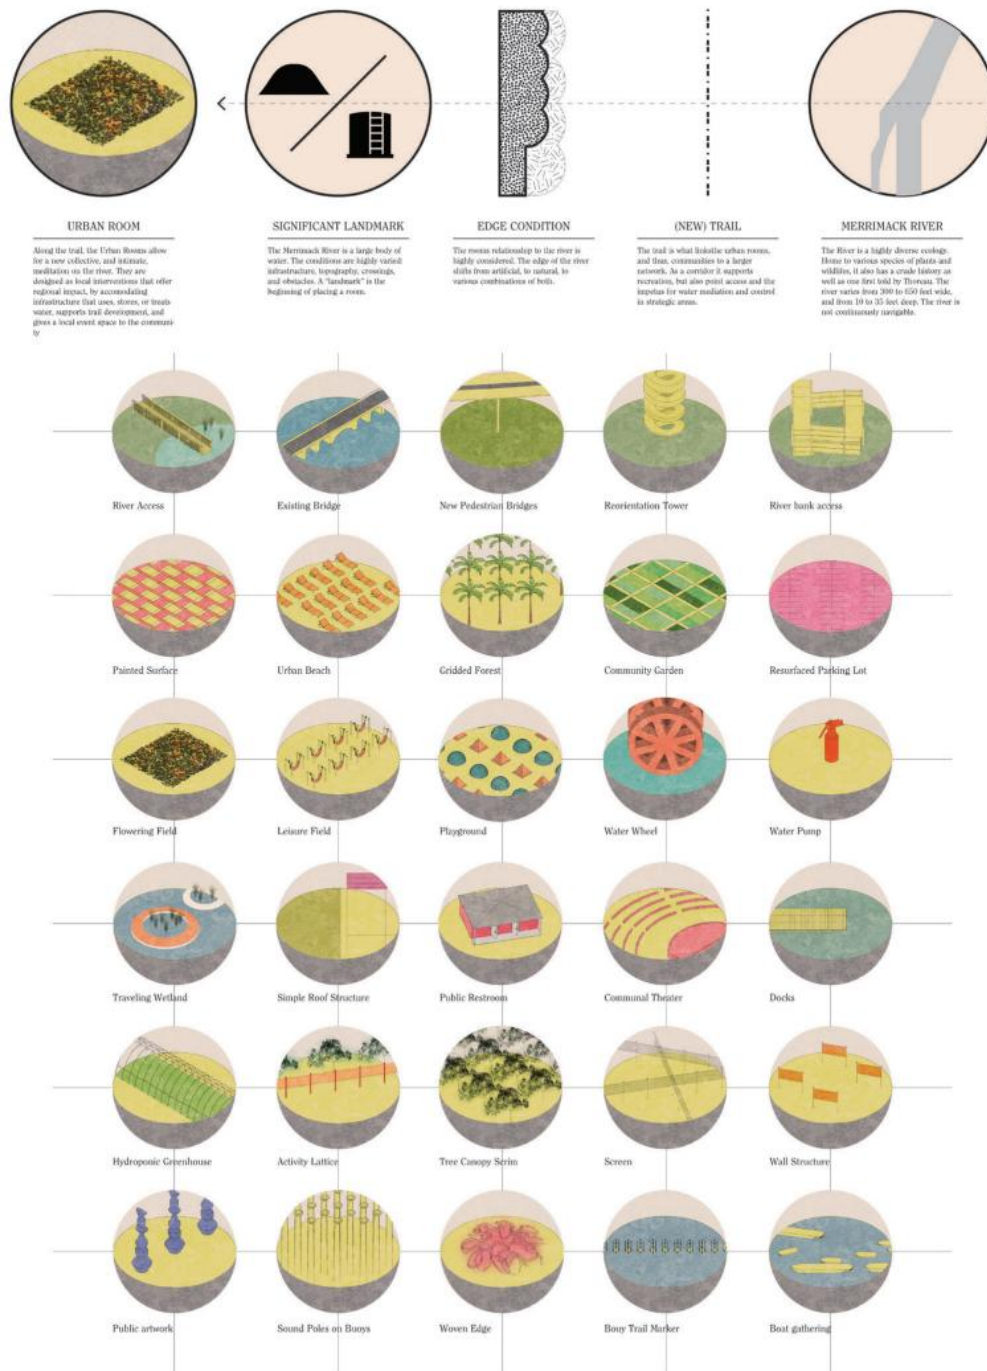 URBAN ROOM
Along the trail, the Urban Rooms allow
for a new collective, and intimate,
meditation on the river. They are
designed as local interventions that offer
regional impact, by accomodating
infrastructure that uses, stores, or treats
water, supports trail development, and
gives a local event space to the communi-
ty
SIGNIFICANT LANDMARK
The Merrimack River is a large body of
water. The conditions are highly varied
infrastructure, topography, crossings,
and obstacles. A "landmark" is the
beginning of placing a room.
EDGE CONDITION
The rooms relationship to the river is
highly considered. The edge of the river
shifts from artificial, to natural, to
various combinations of both.
(NEW) TRAIL
The trail is what linksthe urban rooms,
and thus, communities to a larger
network. As a corridor it supports
recreation, but also point access and the
impetus for water mediation and control
in strategic areas.
MERRIMACK RIVER
The River is a highly diverse ecology.
Home to various species of plants and
wildlife, it also has a crude history as
well as one first told by Thoreau. The
river varies from 300 to 650 feet wide,
and from 10 to 35 feet deep. The river is
not continuously navigable.
River Access
Existing Bridge
New Pedestrian Bridges
Reorientation Tower
River bank access
Painted Surface
Urban Beach
Gridded Forest
Community Garden
Resurfaced Parking Lot
Flowering Field
Leisure Field
Playground
Water Wheel
Water Pump
Traveling Wetland
Simple Roof Structure
Public Restroom
Communal Theater
Docks
Hydroponic Greenhouse
Activity Lattice
Tree Canopy Scrim
Screen
Wall Structure
Public artwork
Sound Poles on Buoys
Woven Edge
Bouy Trail Marker
Boat gathering